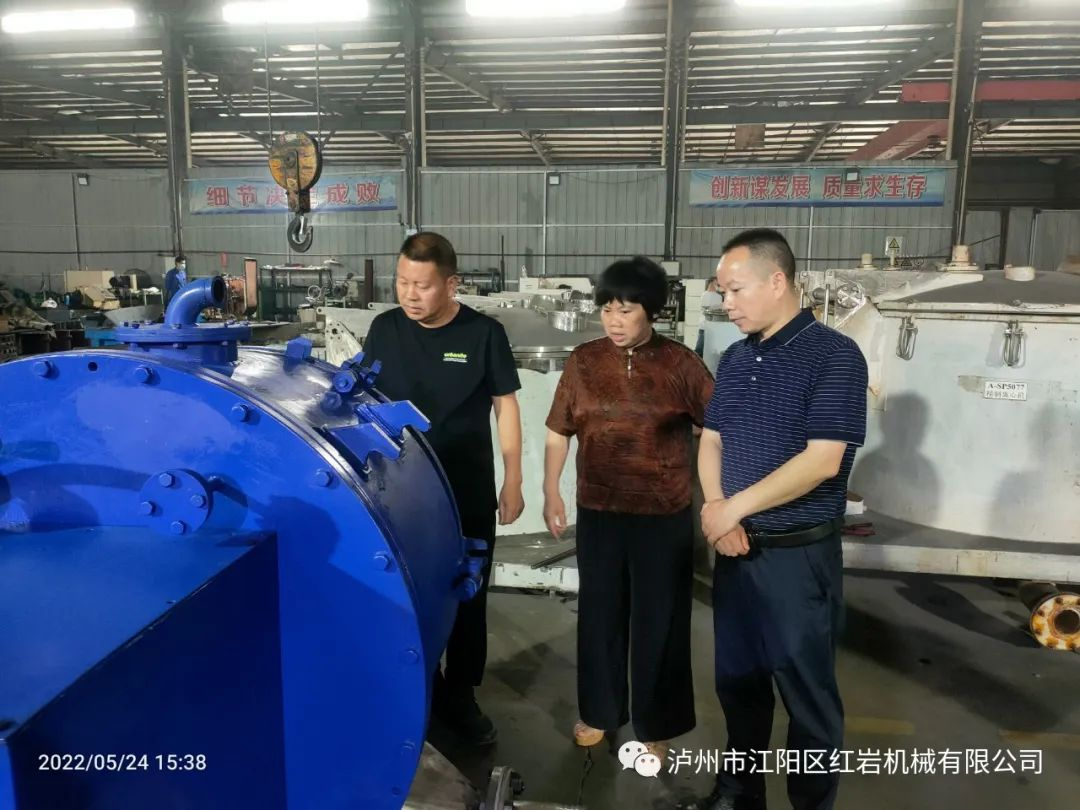 细节决定成败
创新谋发展 质量求生存
A-SP5077
2022/05/24 15:38
泸州市江阳区红岩机械有限公司